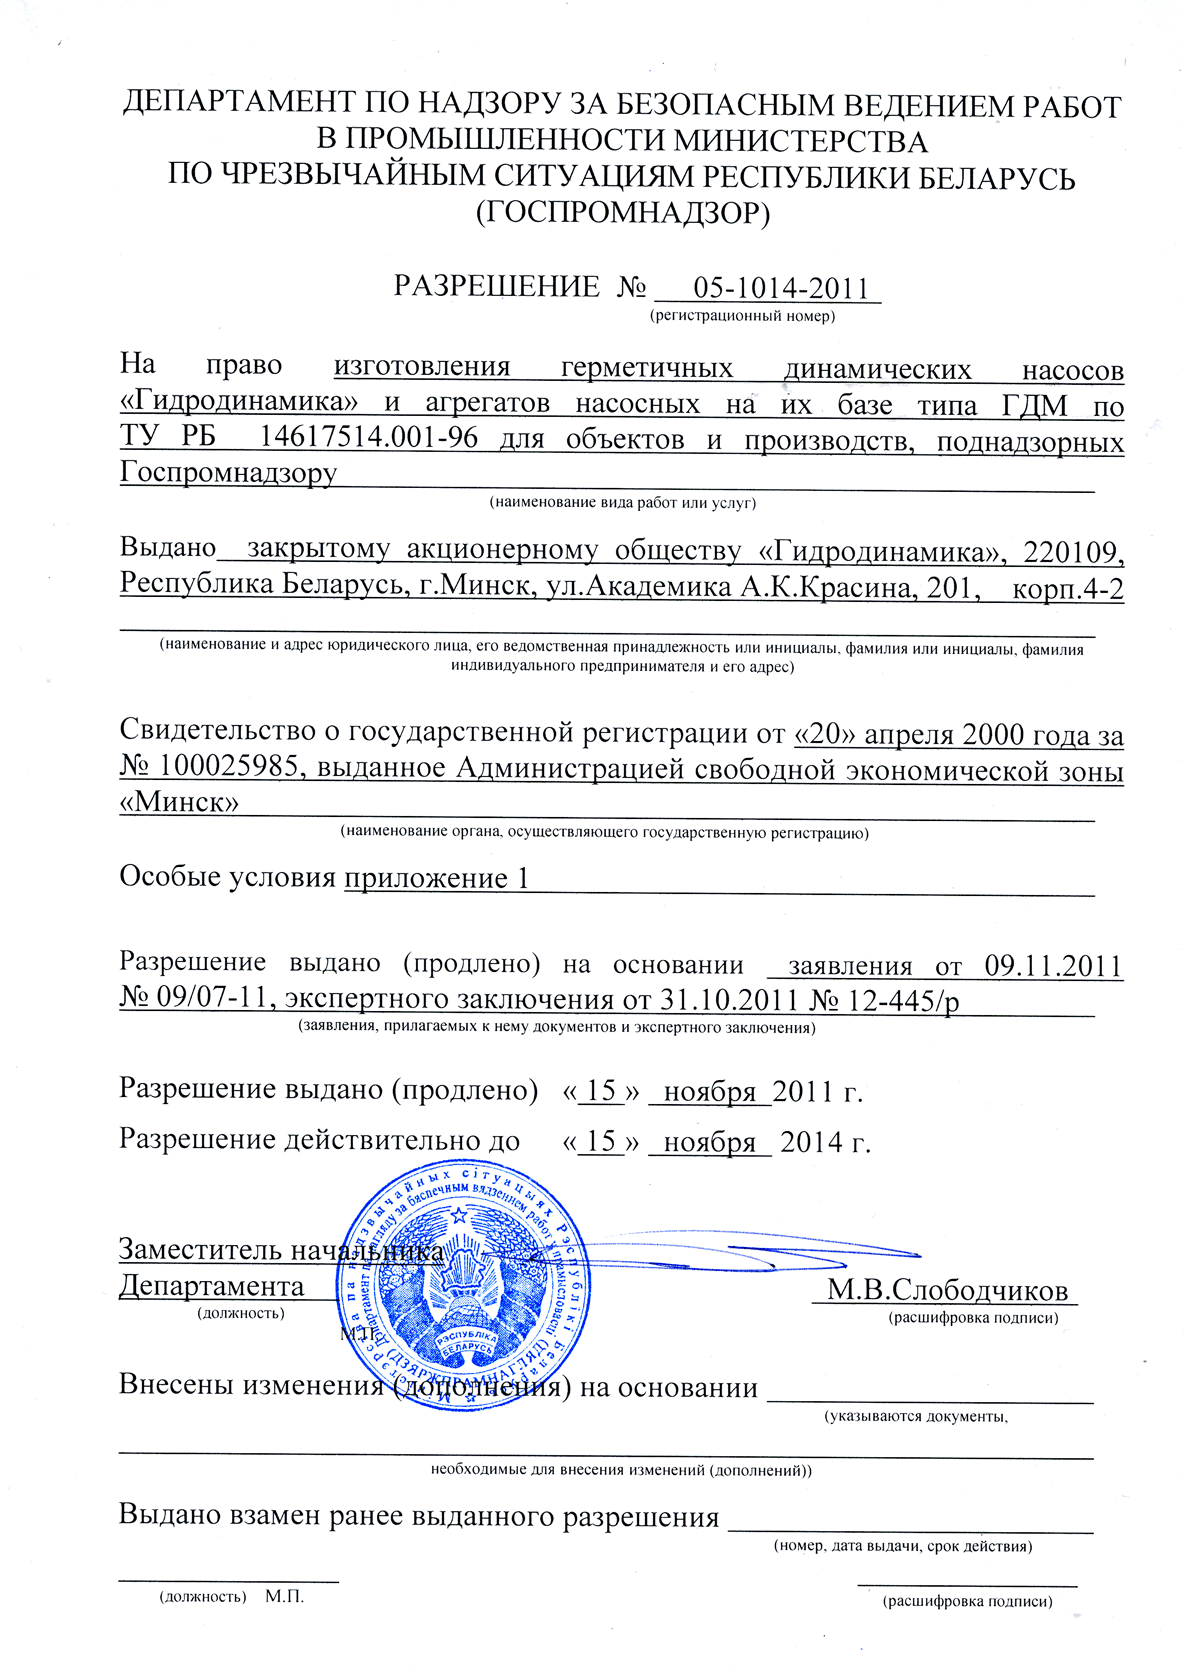 ДЕПАРТАМЕНТ ПО НАДЗОРУ ЗА БЕЗОПАСНЫМ ВЕДЕНИЕМ РАБОТ
В ПРОМЫШЛЕННОСТИ МИНИСТЕРСТВА
ПО ЧРЕЗВЫЧАЙНЫМ СИТУАЦИЯМ РЕСПУБЛИКИ БЕЛАРУСЬ
(ГОСПРОМНАДЗОР)
РАЗРЕШЕНИЕ № 05-1014-2011
(регистрационный номер)
На право изготовления герметичных динамических насосов
«Гидродинамика» и агрегатов насосных на их базе типа ГДМ по
ТУ РБ 14617514.001-96 для объектов и производств, поднадзорных
Госпромнадзору
(наименование вида работ или услуг)
Выдано закрытому акционерному обществу «Гидродинамика», 220109,
Республика Беларусь, г.Минск, ул.Академика А.К.Красина, 201, корп.4-2
(наименование и адрес юридического лица, его ведомственная принадлежность или инициалы, фамилия или инициалы, фамилия
индивидуального предпринимателя и его адрес)
Свидетельство о государственной регистрации от «20» апреля 2000 года за
№ 100025985, выданное Администрацией свободной экономической зоны
«Минск»
(наименование органа, осуществляющего государственную регистрацию)
Особые условия приложение 1
Разрешение выдано (продлено) на основании заявления от 09.11.2011
№ 09/07-11, экспертного заключения от 31.10.2011 № 12-445/р
(заявления, прилагаемых к нему документов и экспертного заключения)
Разрешение выдано (продлено) « 15 » ноября 2011 г.
Разрешение действительно до « 15 » ноября 2014 г.
Заместитель начальника
Департамента М.В.Слободчиков
(должность) (расшифровка подписи)
М.П.
Міністэрства па надзвычайных сітуацыях Рэспублікі Беларусь
Дэпартамент па нагляду за бяспечным вядзеннем работ у прамысловасці
(ДЗЯРЖПРАМНАГЛЯД)
РЭСПУБЛІКА
БЕЛАРУСЬ
Внесены изменения (дополнения) на основании
(указываются документы,
необходимые для внесения изменений (дополнений))
Выдано взамен ранее выданного разрешения
(номер, дата выдачи, срок действия)
(должность) М.П. (расшифровка подписи)